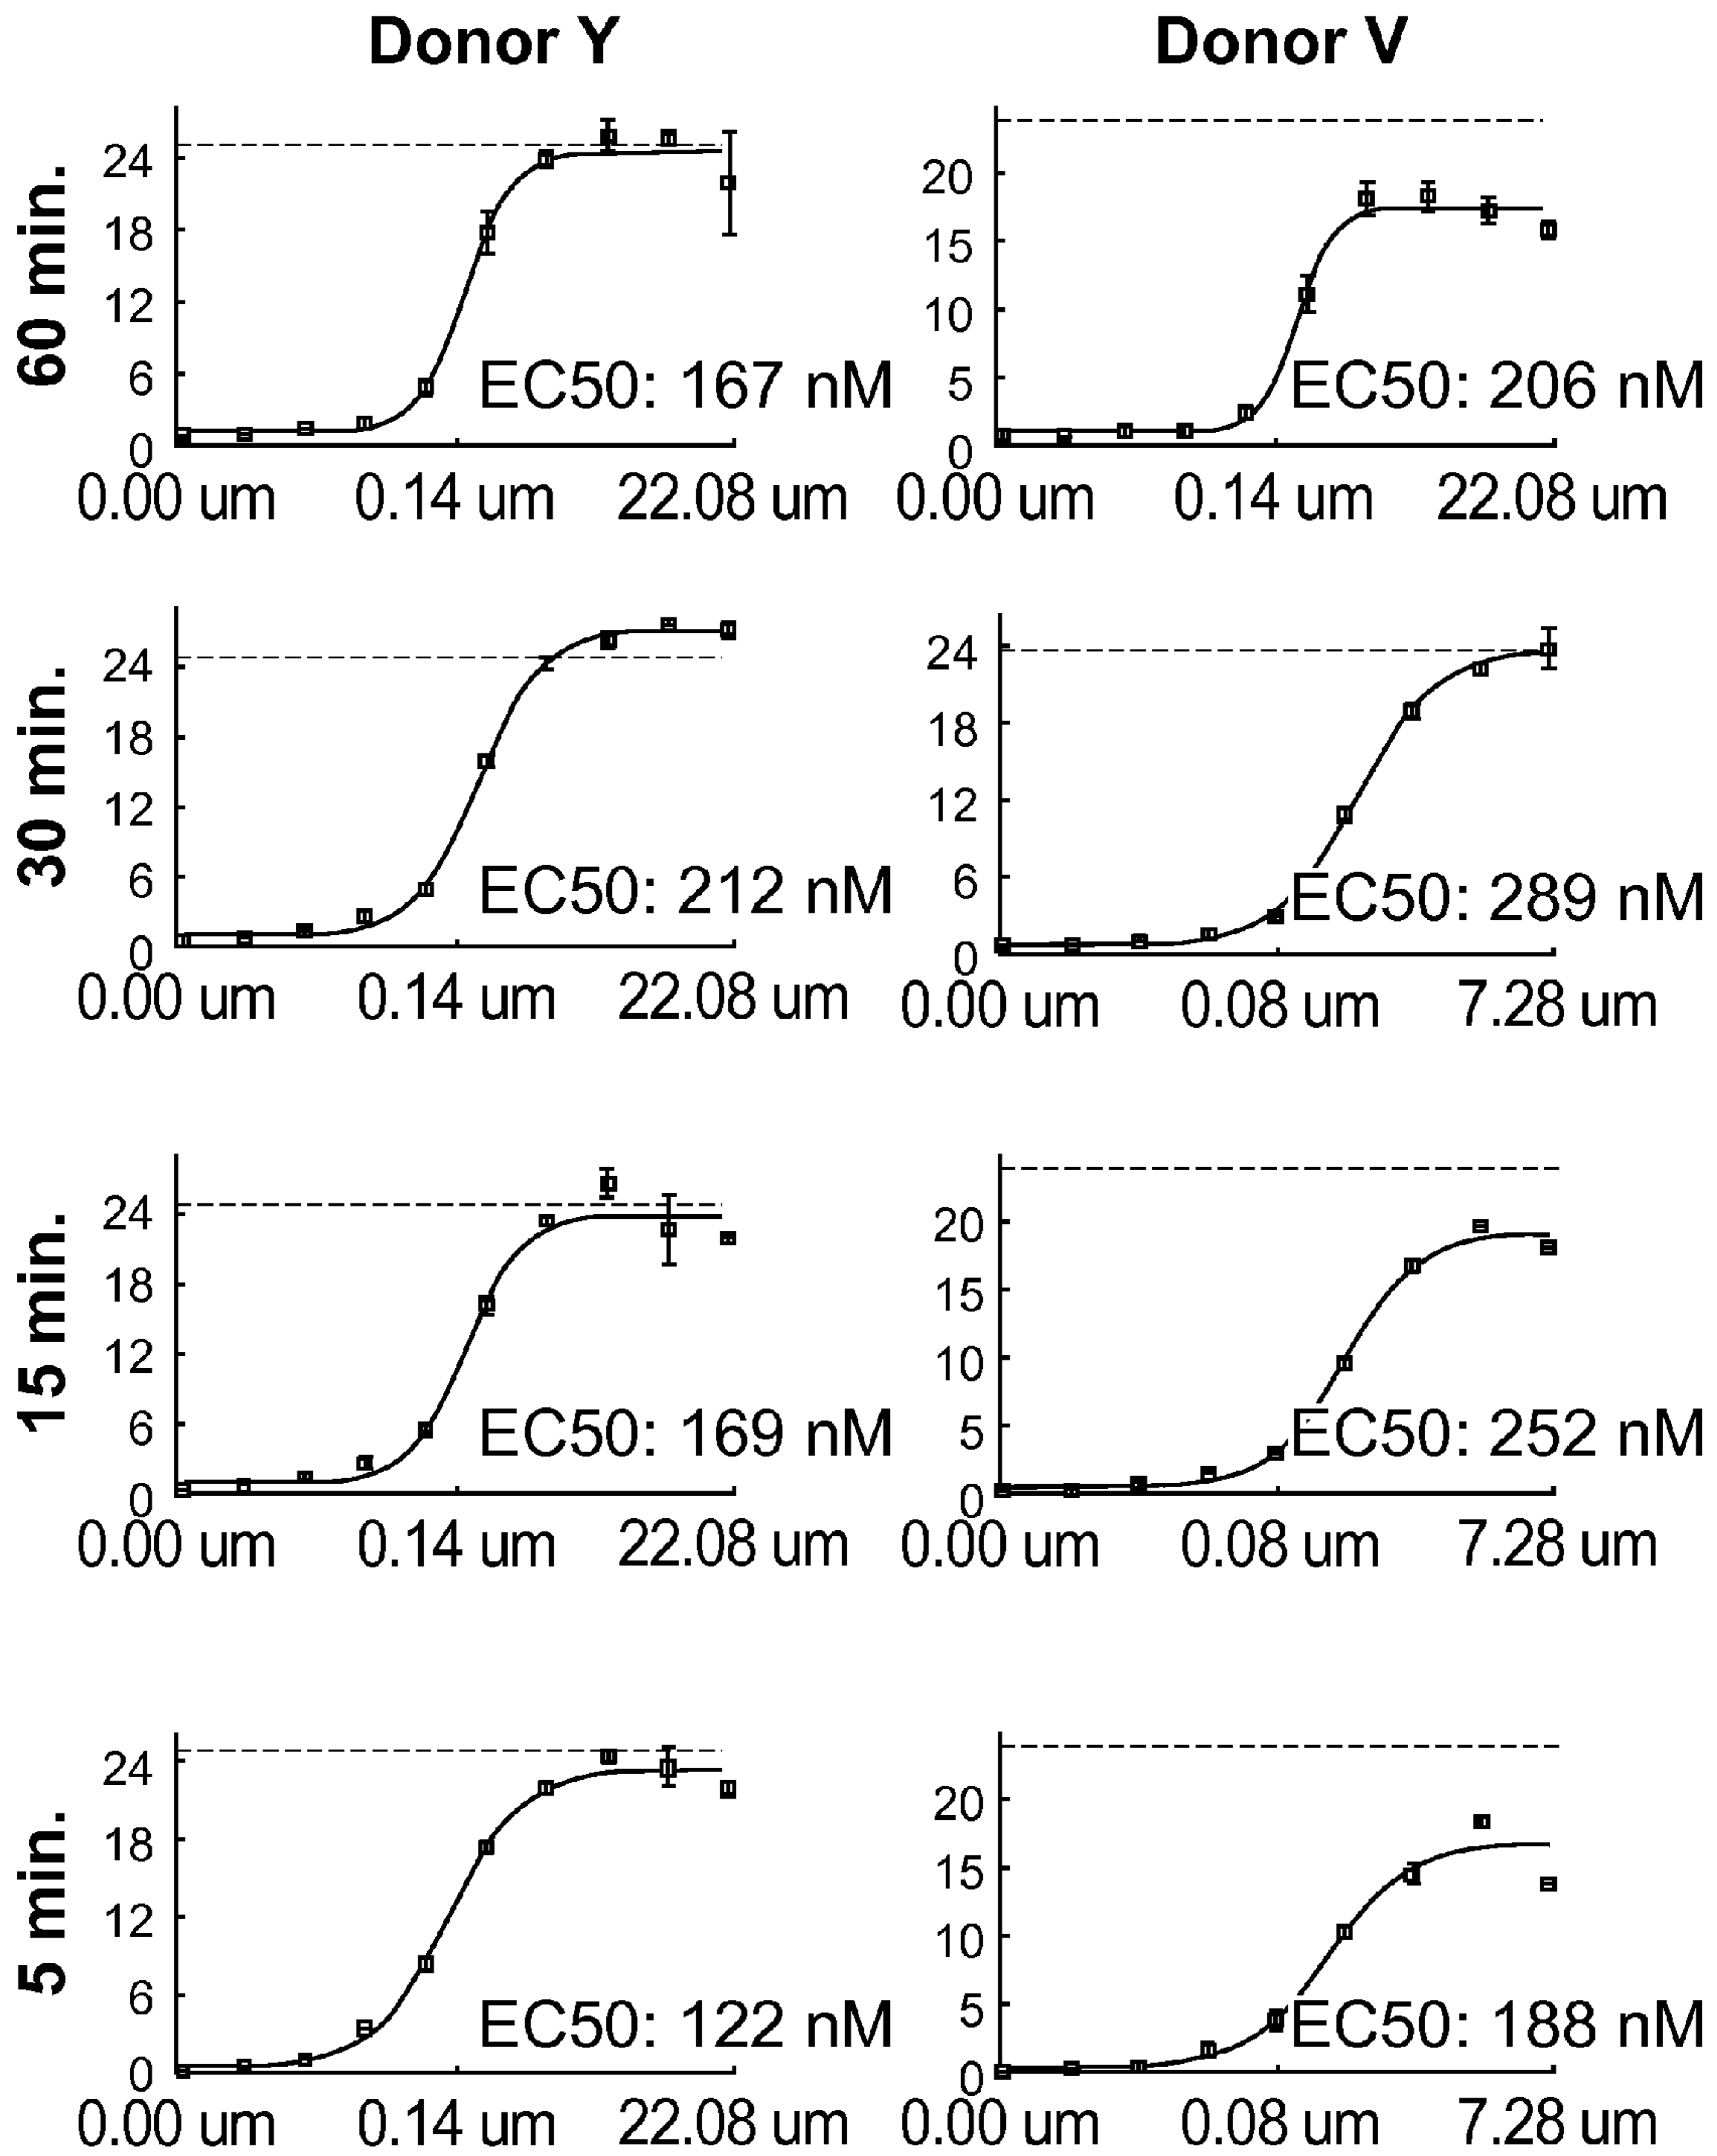 Donor Y
Donor V
60 min.
24
18
12
6
0
0.00 um 0.14 um 22.08 um
EC50: 167 nM
20
15
10
5
0
0.00 um 0.14 um 22.08 um
EC50: 206 nM
30 min.
24
18
12
6
0
0.00 um 0.14 um 22.08 um
EC50: 212 nM
24
18
12
6
0
0.00 um 0.08 um 7.28 um
EC50: 289 nM
15 min.
24
18
12
6
0
0.00 um 0.14 um 22.08 um
EC50: 169 nM
20
15
10
5
0
0.00 um 0.08 um 7.28 um
EC50: 252 nM
5 min.
24
18
12
6
0
0.00 um 0.14 um 22.08 um
EC50: 122 nM
20
15
10
5
0
0.00 um 0.08 um 7.28 um
EC50: 188 nM